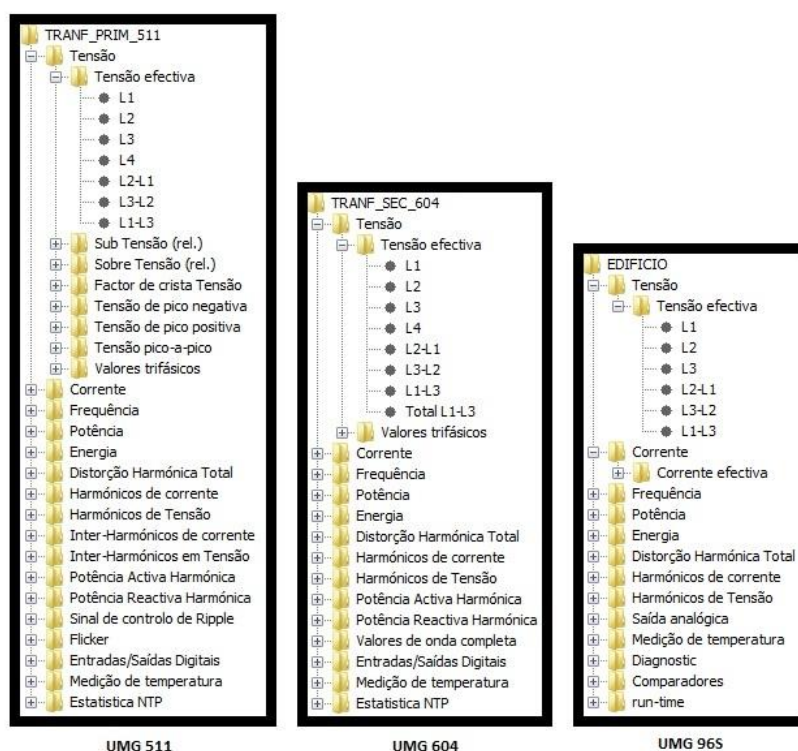 TRANF_PRIM_511
Tensão
Tensão efectiva
L1
L2
L3
L4
L2-L1
L3-L2
L1-L3
Sub Tensão (rel.)
Sobre Tensão (rel.)
Factor de crista Tensão
Tensão de pico negativa
Tensão de pico positiva
Tensão pico-a-pico
Valores trifásicos
Corrente
Frequência
Potência
Energia
Distorção Harmónica Total
Harmónicos de corrente
Harmónicos de Tensão
Inter-Harmónicos de corrente
Inter-Harmónicos em Tensão
Potência Activa Harmónica
Potência Reactiva Harmónica
Sinal de controlo de Ripple
Flicker
Entradas/Saídas Digitais
Medição de temperatura
Estatistica NTP
UMG 511
TRANF_SEC_604
Tensão
Tensão efectiva
L1
L2
L3
L4
L2-L1
L3-L2
L1-L3
Total L1-L3
Valores trifásicos
Corrente
Frequência
Potência
Energia
Distorção Harmónica Total
Harmónicos de corrente
Harmónicos de Tensão
Potência Activa Harmónica
Potência Reactiva Harmónica
Valores de onda completa
Entradas/Saídas Digitais
Medição de temperatura
Estatistica NTP
UMG 604
EDIFICIO
Tensão
Tensão efectiva
L1
L2
L3
L2-L1
L3-L2
L1-L3
Corrente
Corrente efectiva
Frequência
Potência
Energia
Distorção Harmónica Total
Harmónicos de corrente
Harmónicos de Tensão
Saída analógica
Medição de temperatura
Diagnostic
Comparadores
run-time
UMG 96S